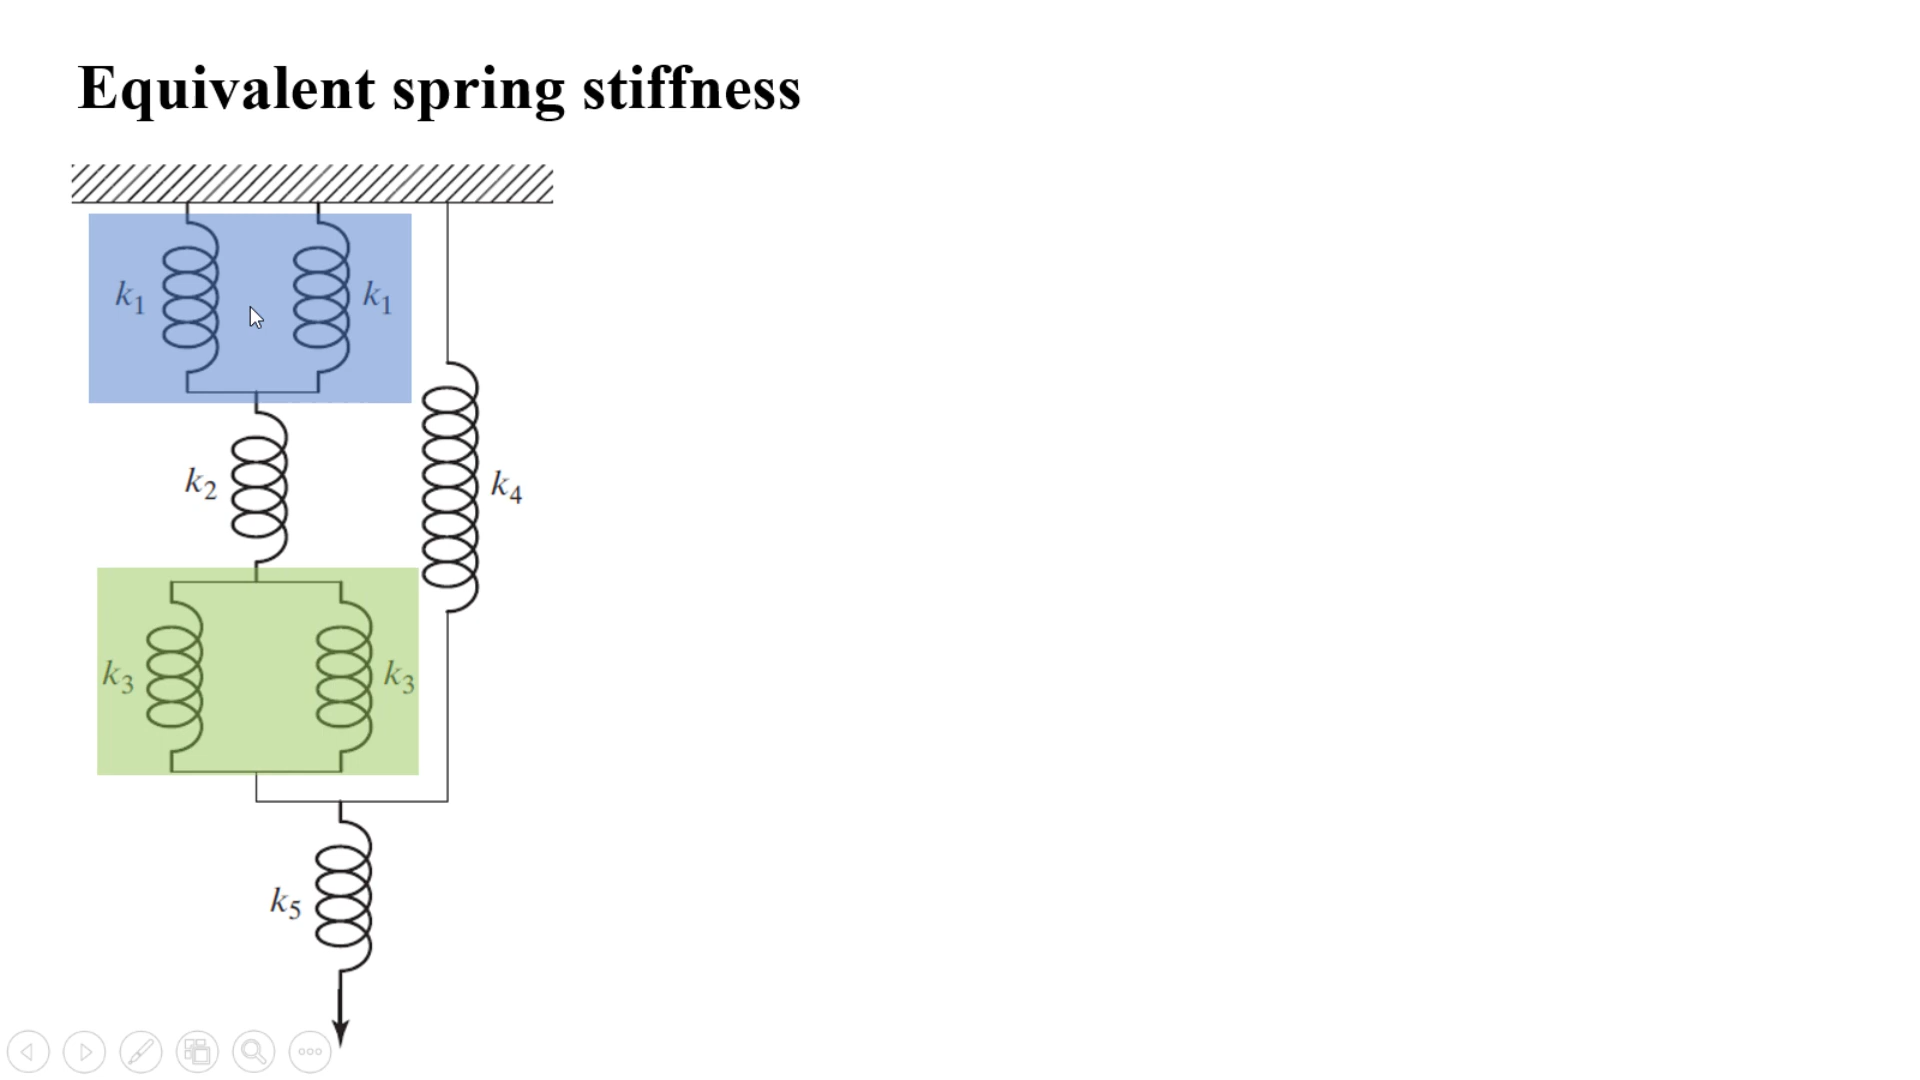 Equivalent spring stiffness
k₁ k₁
k₂ k₄
k₃ k₃
k₅